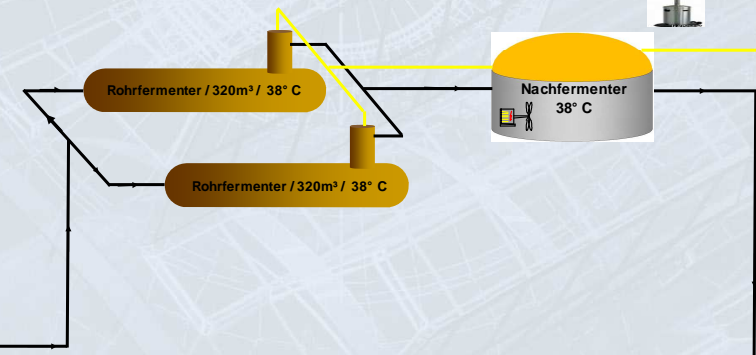 Rohrfermenter / 320m³ / 38° C
Nachfermenter
38° C
Rohrfermenter / 320m³ / 38° C